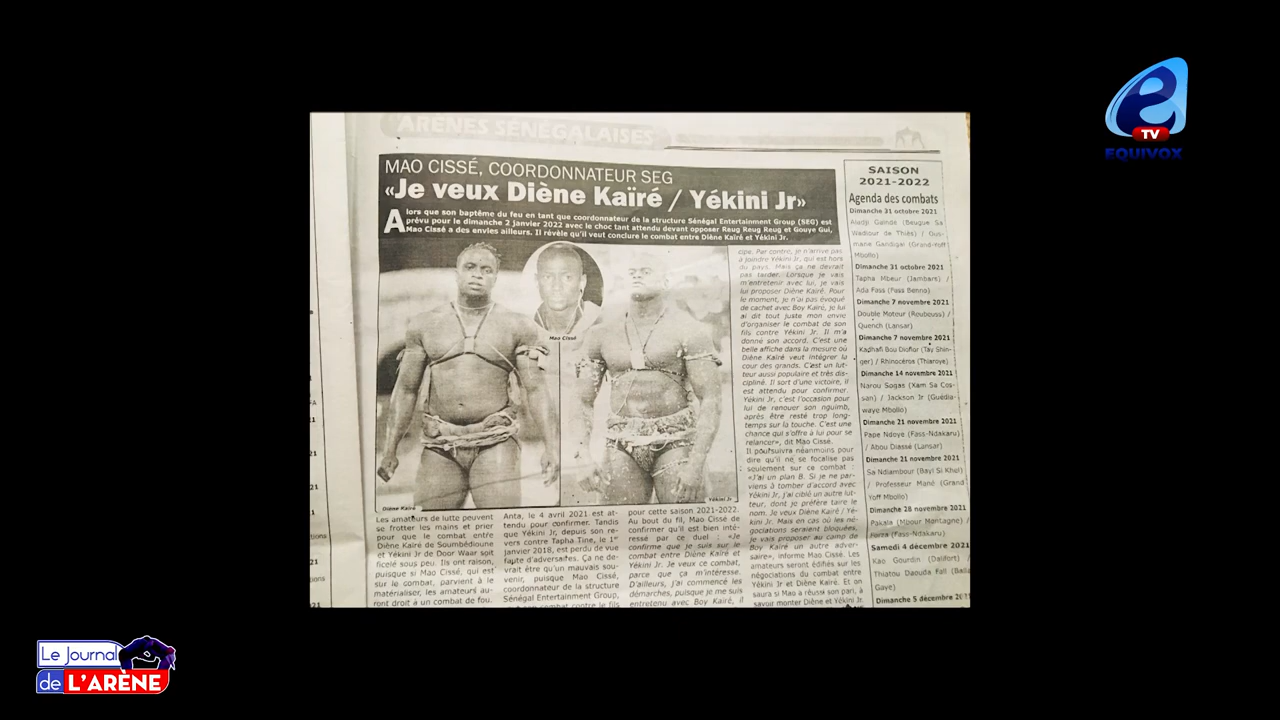 e
TV
EQUIVOX
L'ARÈNES SÉNÉGALAISES
MAO CISSÉ, COORDONNATEUR SEG
«Je veux Diène Kaïré / Yékini Jr»
Alors que son baptême du feu en tant que coordonnateur de la structure Sénégal Entertainment Group (SEG) est
prévu pour le dimanche 2 janvier 2022 avec le choc tant attendu devant opposer Reug Reug Reug et Gouye Gui,
Mao Cissé a des envies ailleurs. Il révèle qu'il veut conclure le combat entre Diène Kaïré et Yékini Jr.
Mao Cissé
Diène Kaïré
Yékini Jr
Les amateurs de lutte peuvent
se frotter les mains et prier
pour que le combat entre
Diène Kaïré de Soumbédioune
et Yékini Jr de Door Waar soit
ficelé sous peu. Ils ont raison,
puisque si Mao Cissé, qui est
sur le combat, parvient à le
matérialiser, les amateurs au-
ront droit à un combat de fou.
Anta, le 4 avril 2021 est at-
tendu pour confirmer. Tandis
que Yékini Jr, depuis son re-
vers contre Tapha Tine, le 1er
janvier 2018, est perdu de vue
faute d'adversaires. Ça ne de-
vrait être qu'un mauvais sou-
venir, puisque Mao Cissé,
coordonnateur de la structure
Sénégal Entertainment Group,
combat contre le fils
pour cette saison 2021-2022.
Au bout du fil, Mao Cissé de
confirmer qu'il est bien inté-
ressé par ce duel : «Je
confirme que je suis sur le
combat entre Diène Kaïré et
Yékini Jr. Je veux ce combat,
parce que ça m'intéresse.
D'ailleurs, j'ai commencé les
démarches, puisque je me suis
entretenu avec Boy Kaïré, il
cipe. Par contre, je n'arrive pas
à joindre Yékini Jr, qui est hors
du pays. Mais ça ne devrait
pas tarder. Lorsque je vais
m'entretenir avec lui, je vais
lui proposer Diène Kaïré. Pour
le moment, je n'ai pas évoqué
de cachet avec Boy Kaïré, je lui
ai dit tout juste mon envie
d'organiser le combat de son
fils contre Yékini Jr. Il m'a
donné son accord. C'est une
belle affiche dans la mesure où
Diène Kaïré veut intégrer la
cour des grands. C'est un lut-
teur aussi populaire et très dis-
cipliné. Il sort d'une victoire, il
est attendu pour confirmer.
Yékini Jr, c'est l'occasion pour
lui de renouer son nguimb,
après être resté trop long-
temps sur la touche. C'est une
chance qui s'offre à lui pour se
relancer», dit Mao Cissé.
Il poursuivra néanmoins pour
dire qu'il ne se focalise pas
seulement sur ce combat :
«J'ai un plan B. Si je ne par-
viens à tomber d'accord avec
Yékini Jr, j'ai ciblé un autre lut-
teur, dont je préfère taire le
nom. Je veux Diène Kaïré / Yé-
kini Jr. Mais en cas où les né-
gociations seraient bloquées,
je vais proposer au camp de
Boy Kaïré un autre adver-
saire», informe Mao Cissé. Les
amateurs seront édifiés sur les
négociations du combat entre
Yékini Jr et Diène Kaïré. Et on
saura si Mao a réussi son pari, à
savoir monter Diène et Yékini Jr.
SAISON
2021-2022
Agenda des combats
Dimanche 31 octobre 2021
Gaïndé (Beugue Sa
Wadiour de Thiès) / Ous-
mane Gandigal (Grand-Yoff
Mbollo)
Dimanche 31 octobre 2021
Tapha Mbeur (Jambars) /
Ada Fass (Fass Benno)
Dimanche 7 novembre 2021
Double Moteur (Roubouss) /
Quench (Lansar)
Dimanche 7 novembre 2021
Kadhafi Bou Diofior (Tay Shin-
ger) / Rhinocéros (Thiaroye)
Dimanche 14 novembre 2021
Narou Sogas (Xam Sa Cos-
san) / Jackson Jr (Guédia-
waye Mbollo)
Dimanche 21 novembre 2021
Pape Ndoye (Fass-Ndakaru)
/ Abou Diassé (Lansar)
Dimanche 21 novembre 2021
Sa Ndiambour (Bayi Si Kheli)
/ Professeur Mané (Grand
Yoff Mbollo)
Dimanche 28 novembre 2021
Pakala (Mbour Montagne) /
(Fass-Ndakaru)
Samedi 4 décembre 2021
Kao Gourdin (Dalifort) /
Thiatou Daouda Fall (Balla
Gaye)
Dimanche 5 décembre 2021
Le Journal
de L'ARÈNE